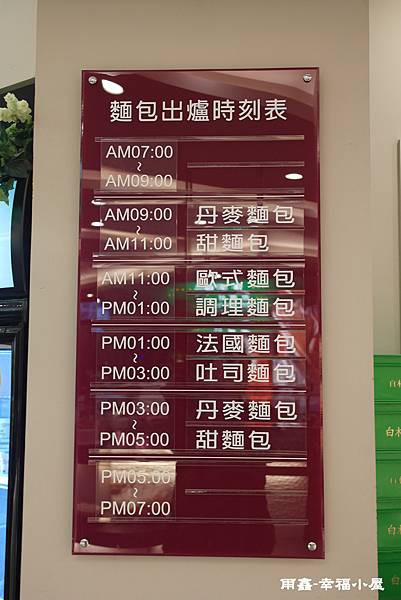 麵包出爐時刻表
AM07:00
~
AM09:00
AM09:00 丹麥麵包
~
AM11:00 甜麵包
AM11:00 歐式麵包
~
PM01:00 調理麵包
PM01:00 法國麵包
~
PM03:00 吐司麵包
PM03:00 丹麥麵包
~
PM05:00 甜麵包
PM05:00
~
PM07:00
雨鑫-幸福小屋